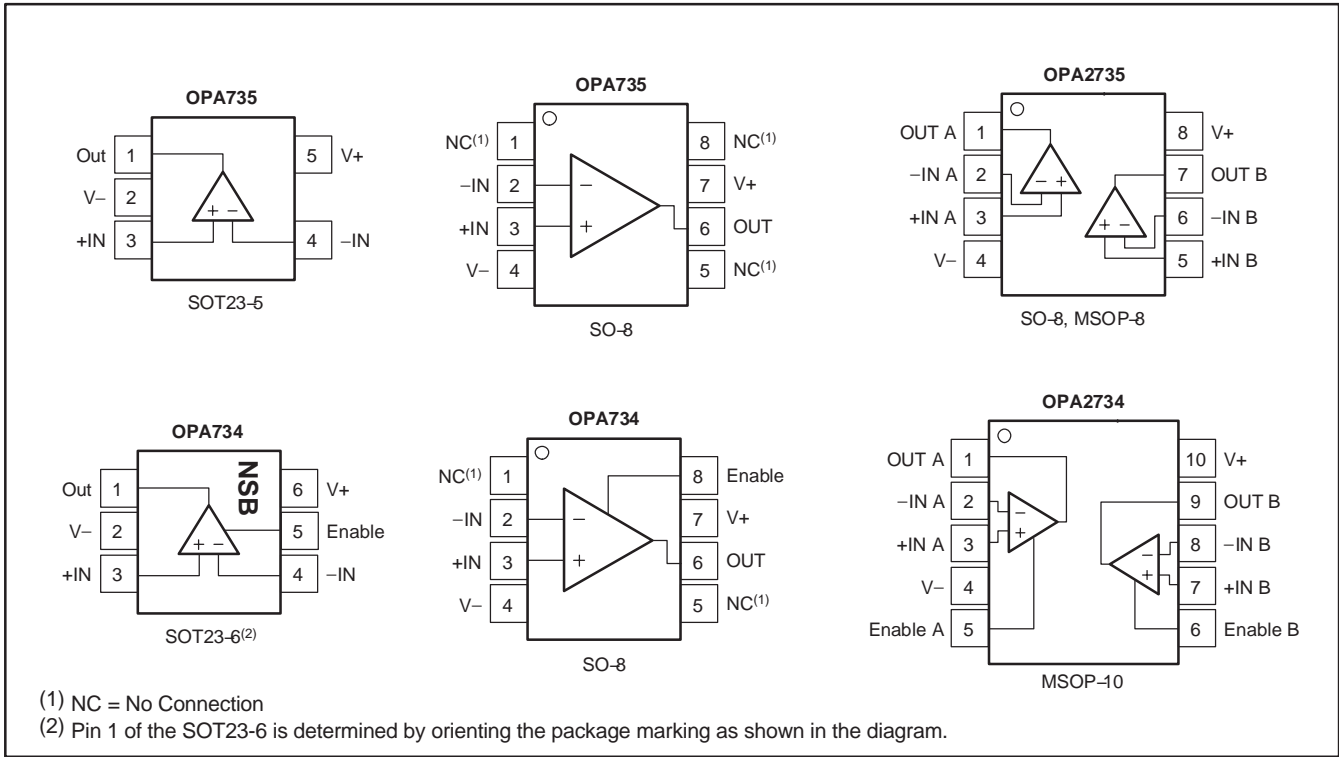 OPA735
Out 1
V− 2
+IN 3
5 V+
4 −IN
SOT23-5
OPA735
NC(1) 1
−IN 2
+IN 3
V− 4
− +
8 NC(1)
7 V+
6 OUT
5 NC(1)
SO-8
OPA2735
OUT A 1
−IN A 2
+IN A 3
V− 4
− +
+ −
8 V+
7 OUT B
6 −IN B
5 +IN B
SO-8, MSOP-8
OPA734
NSB
Out 1
V− 2
+IN 3
+ −
6 V+
5 Enable
4 −IN
SOT23-6(2)
OPA734
NC(1) 1
−IN 2
+IN 3
V− 4
− +
8 Enable
7 V+
6 OUT
5 NC(1)
SO-8
OPA2734
OUT A 1
−IN A 2
+IN A 3
V− 4
Enable A 5
− +
− +
10 V+
9 OUT B
8 −IN B
7 +IN B
6 Enable B
MSOP-10
(1) NC = No Connection
(2) Pin 1 of the SOT23-6 is determined by orienting the package marking as shown in the diagram.